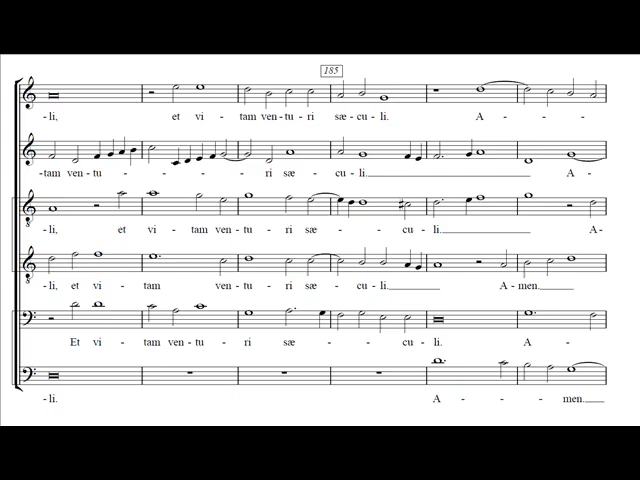 185
-li, et vi - tam ven - tu - ri sæ - cu - li. A - -
-tam ven - tu - - - ri sæ - cu - li. A-
-li, et vi - tam ven - tu - ri sæ - - cu - li. A-
-li, et vi - tam ven - tu - ri sæ - cu - li. A - men.
Et vi - tam ven - tu - ri sæ - - cu - li. A -
-li. A - - - men.